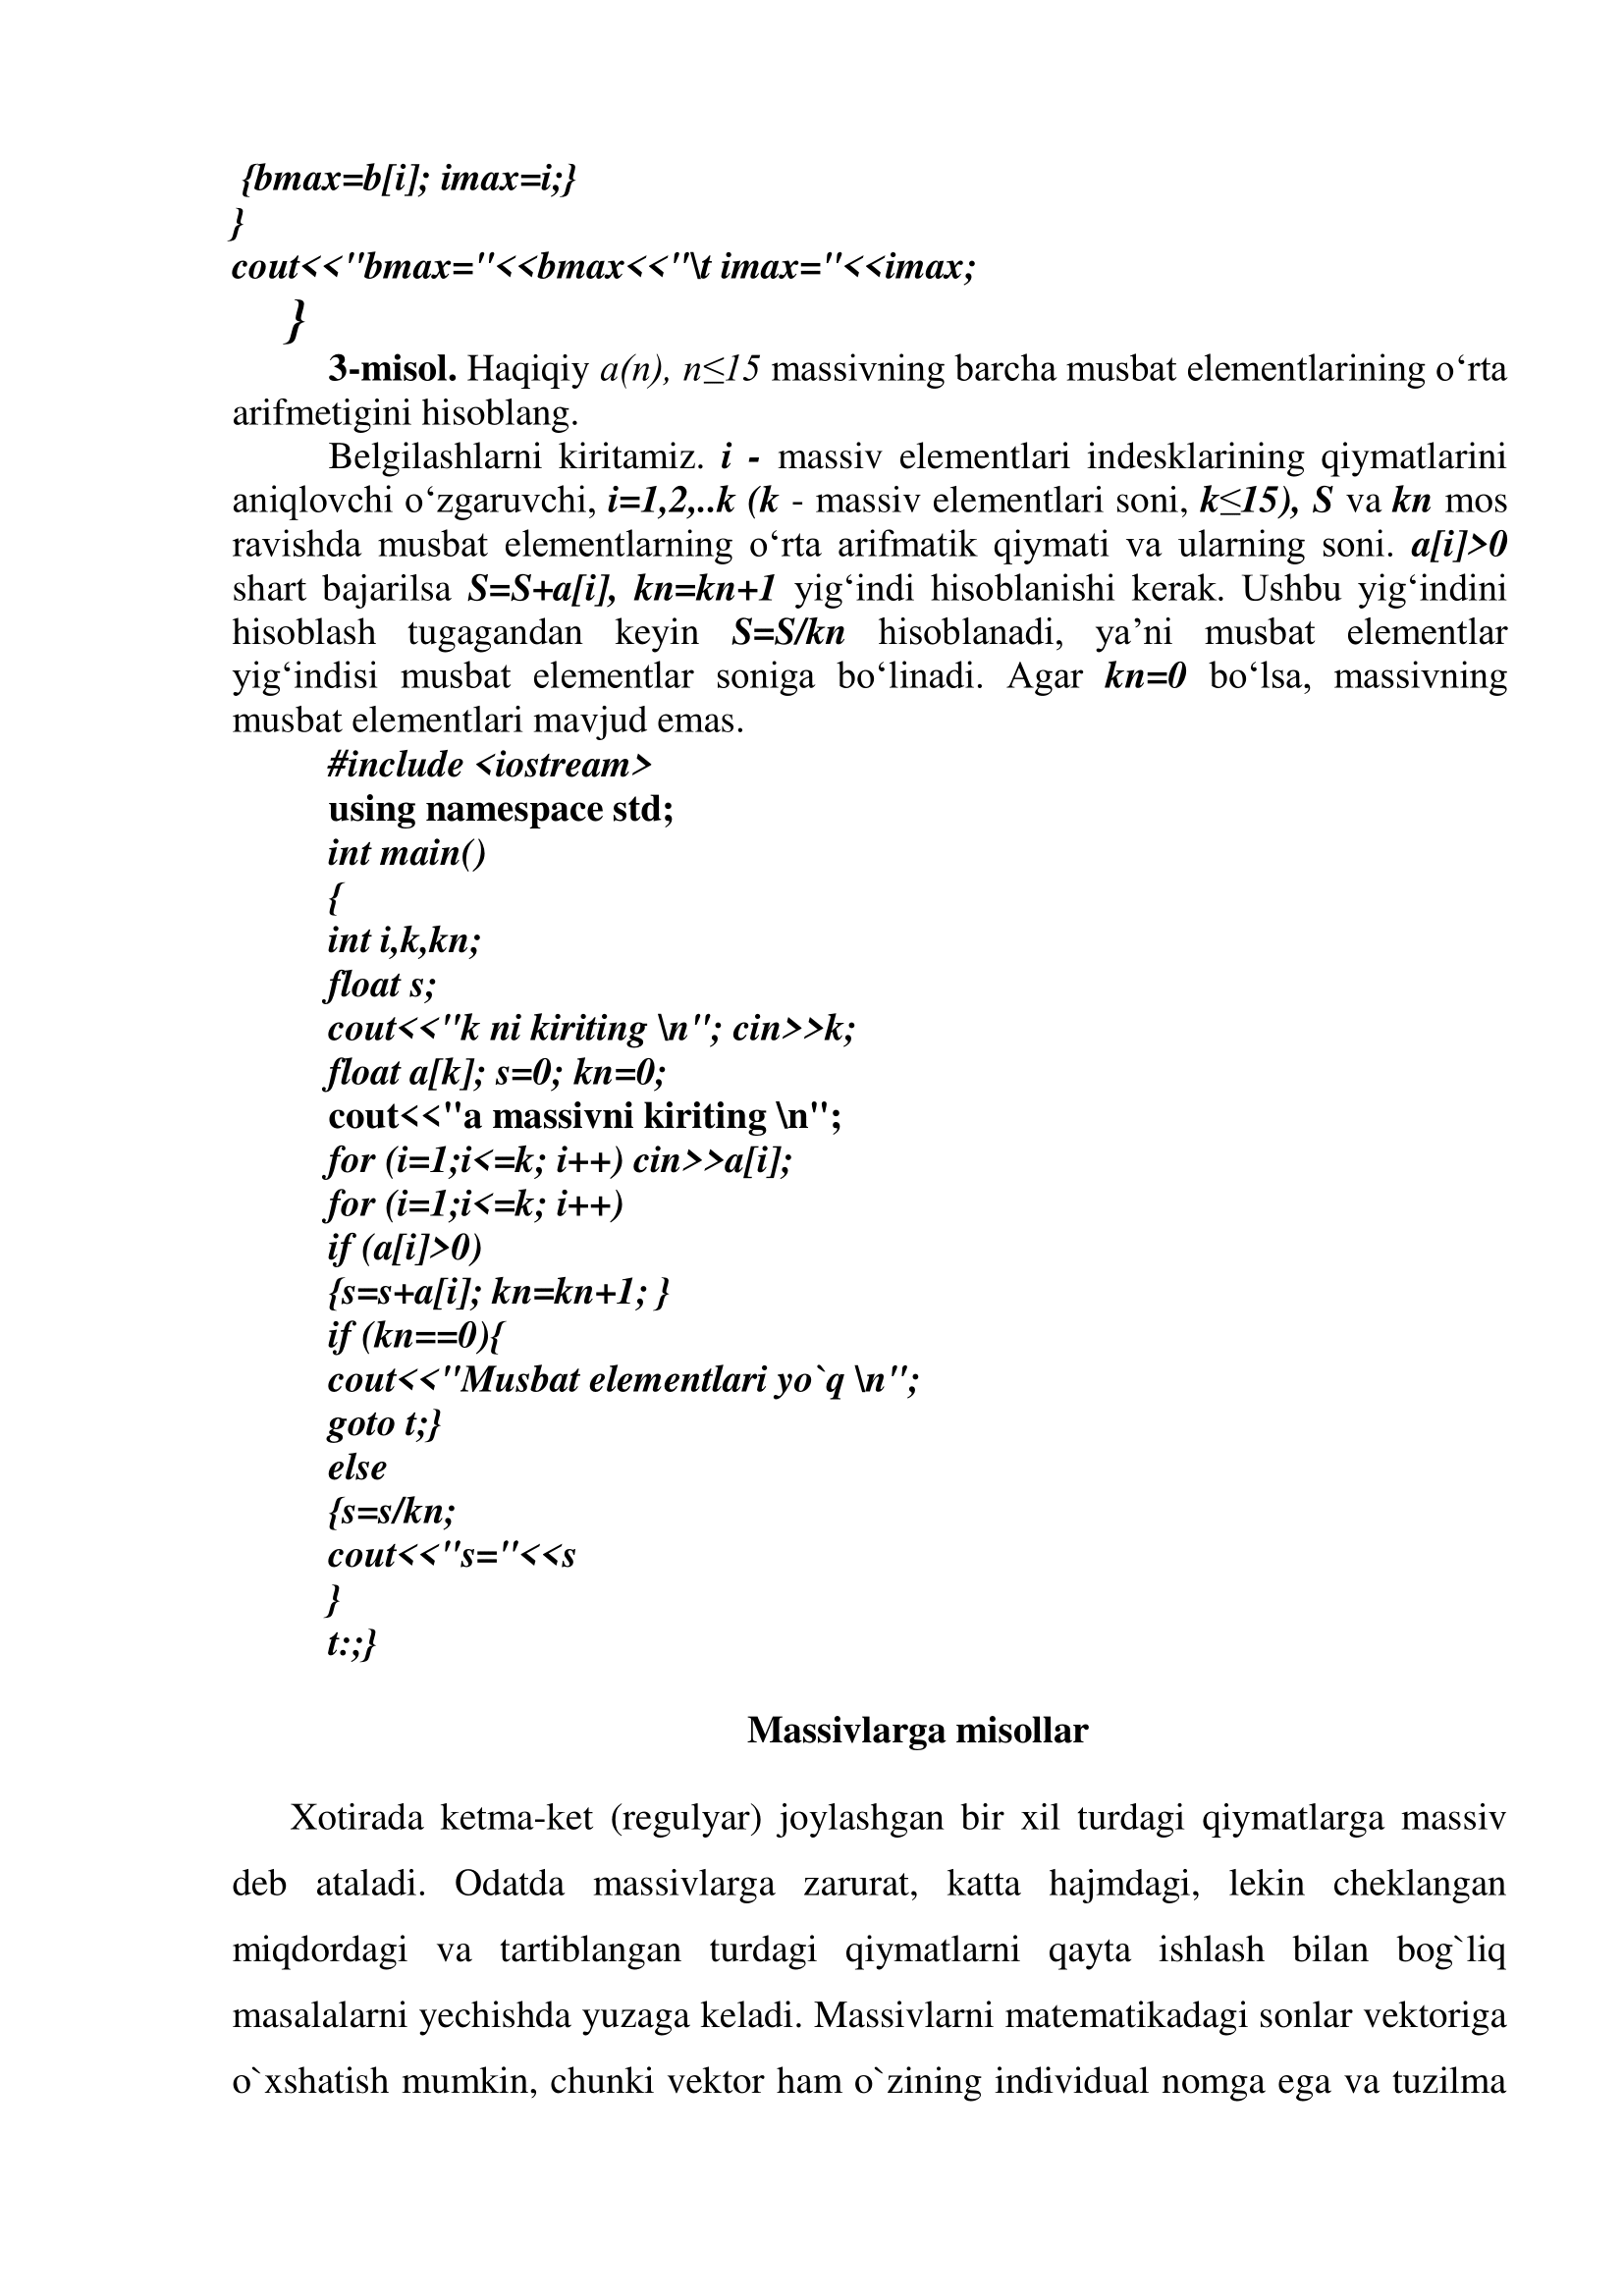 {bmax=b[i]; imax=i;}
}
cout<<"bmax="<<bmax<<"\t imax="<<imax;
}
3-misol. Haqiqiy a(n), n≤15 massivning barcha musbat elementlarining o‘rta
arifmetigini hisoblang.
Belgilashlarni kiritamiz. i - massiv elementlari indesklarining qiymatlarini
aniqlovchi o‘zgaruvchi, i=1,2,..k (k - massiv elementlari soni, k≤15), S va kn mos
ravishda musbat elementlarning o‘rta arifmatik qiymati va ularning soni. a[i]>0
shart bajarilsa S=S+a[i], kn=kn+1 yig‘indi hisoblanishi kerak. Ushbu yig‘indini
hisoblash tugagandan keyin S=S/kn hisoblanadi, ya’ni musbat elementlar
yig‘indisi musbat elementlar soniga bo‘linadi. Agar kn=0 bo‘lsa, massivning
musbat elementlari mavjud emas.
#include <iostream>
using namespace std;
int main()
{
int i,k,kn;
float s;
cout<<"k ni kiriting \n"; cin>>k;
float a[k]; s=0; kn=0;
cout<<"a massivni kiriting \n";
for (i=1;i<=k; i++) cin>>a[i];
for (i=1;i<=k; i++)
if (a[i]>0)
{s=s+a[i]; kn=kn+1; }
if (kn==0){
cout<<"Musbat elementlari yo`q \n";
goto t;}
else
{s=s/kn;
cout<<"s="<<s
}
t:;}
Massivlarga misollar
Xotirada ketma-ket (regulyar) joylashgan bir xil turdagi qiymatlarga massiv
deb ataladi. Odatda massivlarga zarurat, katta hajmdagi, lekin cheklangan
miqdordagi va tartiblangan turdagi qiymatlarni qayta ishlash bilan bog`liq
masalalarni yechishda yuzaga keladi. Massivlarni matematikadagi sonlar vektoriga
o`xshatish mumkin, chunki vektor ham o`zining individual nomga ega va tuzilma